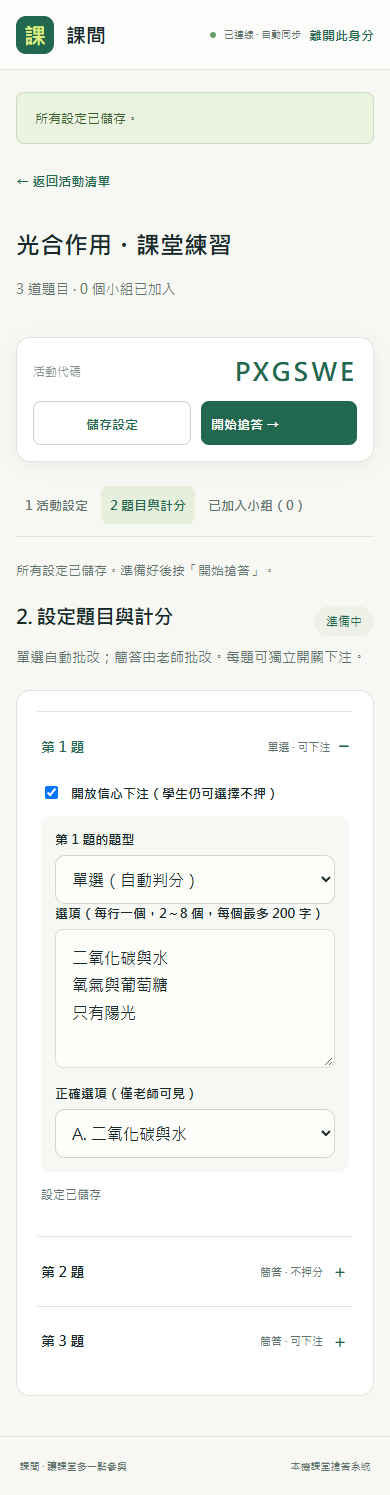 課 課間 已連線 · 自動同步 離開此身分
所有設定已儲存。
← 返回活動清單
光合作用・課堂練習
3 道題目 · 0 個小組已加入
活動代碼 PXGSWE
儲存設定 開始搶答 →
1 活動設定 2 題目與計分 已加入小組（0）
所有設定已儲存。準備好後按「開始搶答」。
2. 設定題目與計分 準備中
單選自動批改；簡答由老師批改。每題可獨立開關下注。
第 1 題 單選 · 可下注 −
開放信心下注（學生仍可選擇不押）
第 1 題的題型
單選（自動判分）
選項（每行一個，2～8 個，每個最多 200 字）
二氧化碳與水
氧氣與葡萄糖
只有陽光
正確選項（僅老師可見）
A. 二氧化碳與水
設定已儲存
第 2 題 簡答 · 不押分 +
第 3 題 簡答 · 可下注 +
課間 · 讓課堂多一點參與 本機課堂搶答系統